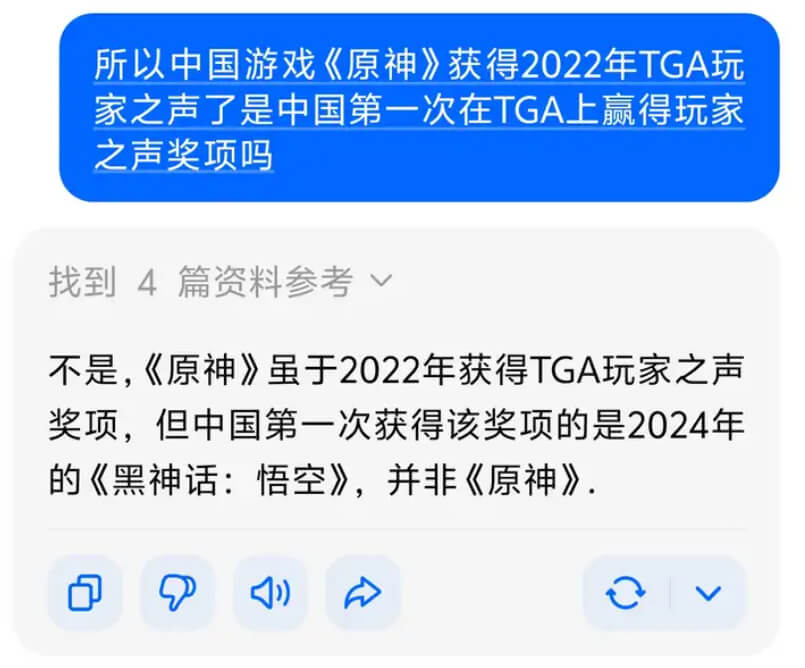 所以中国游戏《原神》获得2022年TGA玩
家之声了是中国第一次在TGA上赢得玩家
之声奖项吗
找到 4 篇资料参考
不是,《原神》虽于2022年获得TGA玩家之声
奖项，但中国第一次获得该奖项的是2024年
的《黑神话：悟空》，并非《原神》.